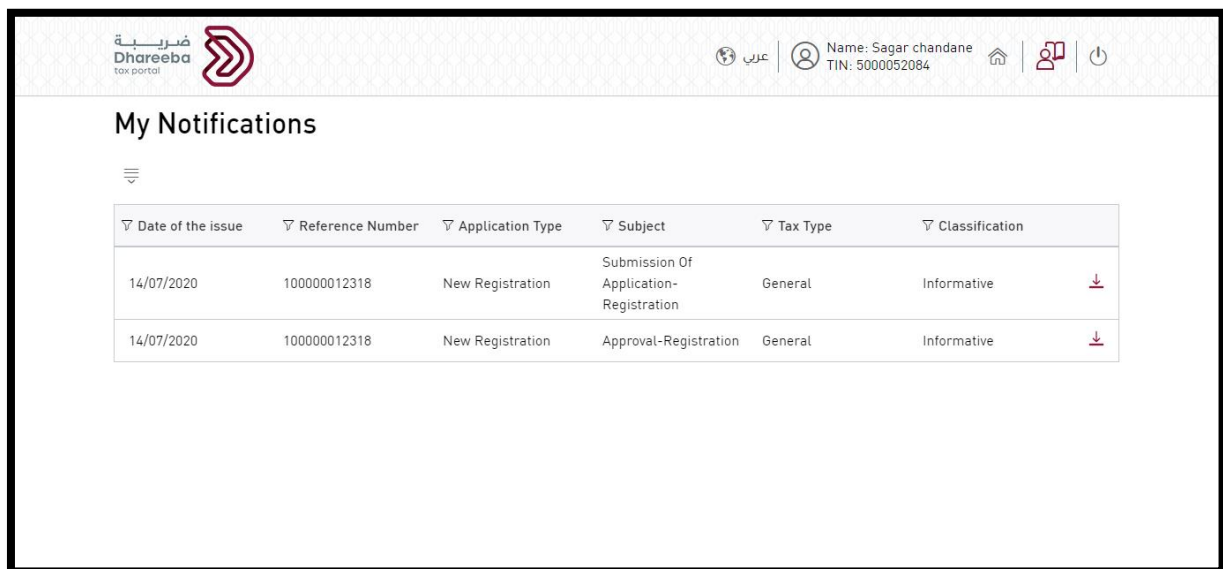 ضريبة
Dhareeba
tax portal
عربي
Name: Sagar chandane
TIN: 5000052084
My Notifications
Date of the issue Reference Number Application Type Subject Tax Type Classification
14/07/2020 100000012318 New Registration Submission Of Application-Registration General Informative
14/07/2020 100000012318 New Registration Approval-Registration General Informative